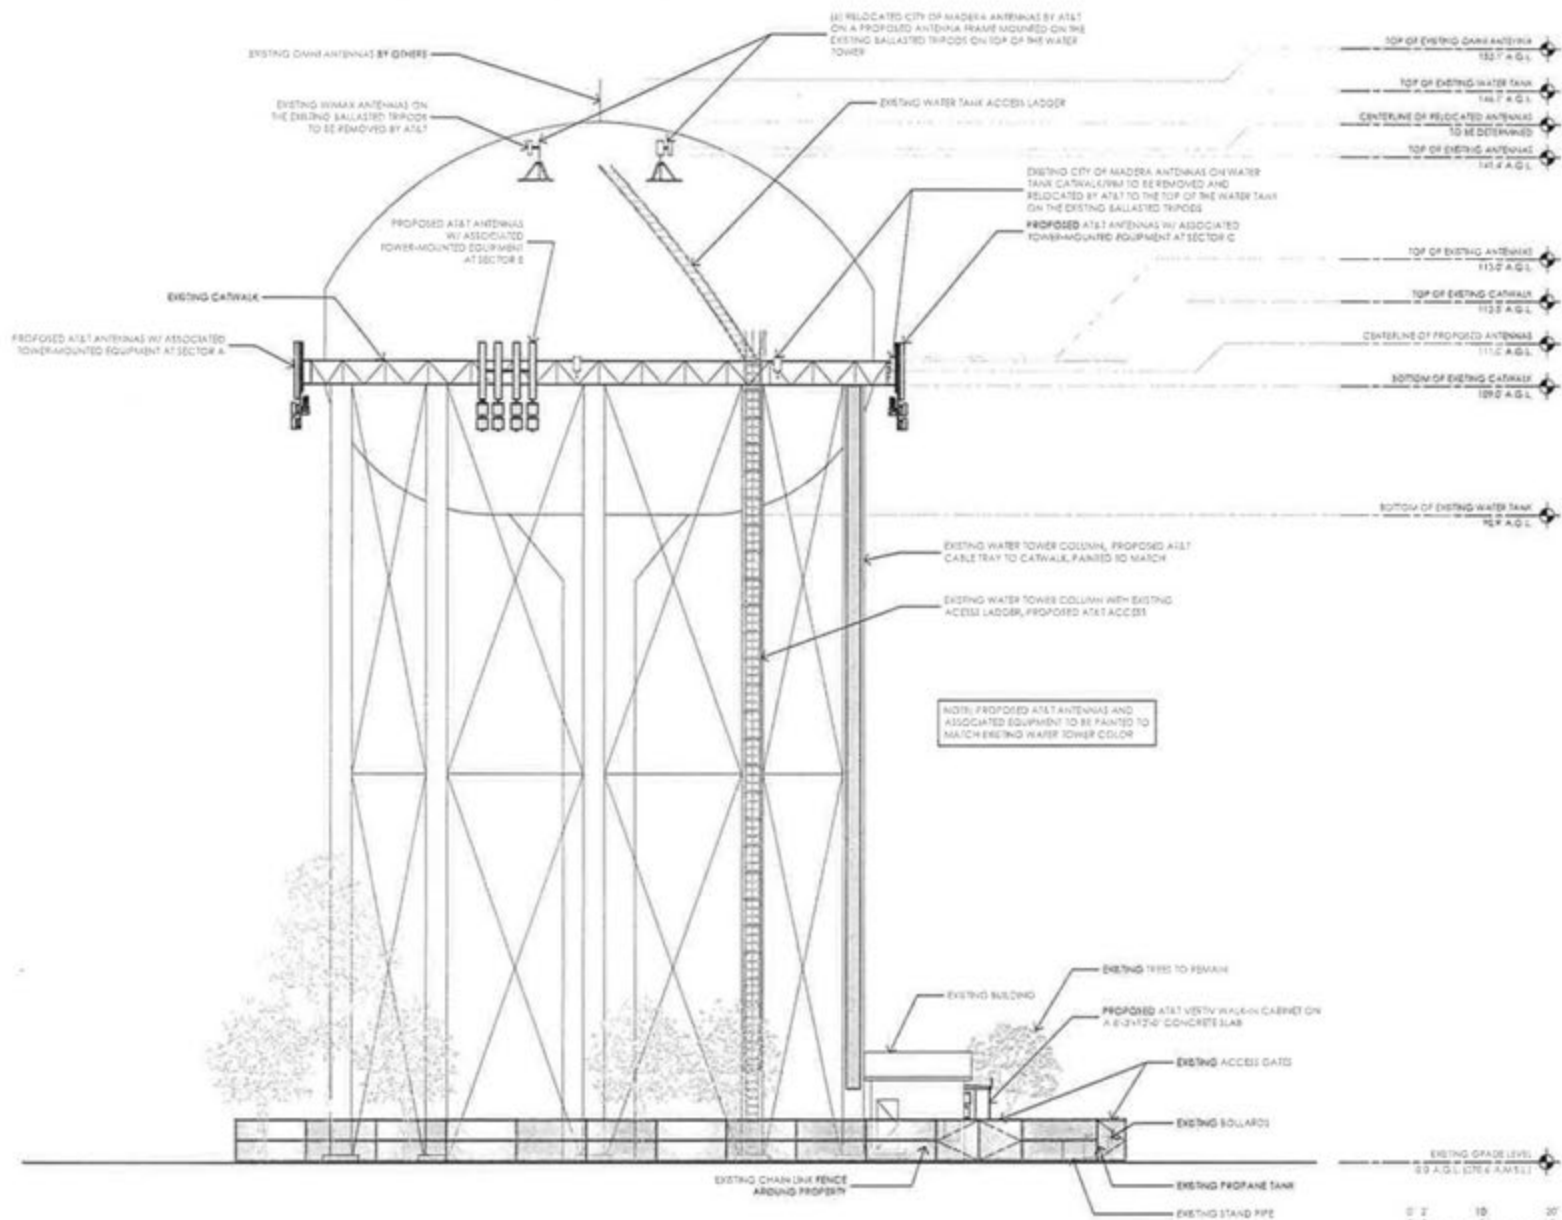 (6) RELOCATED CITY OF MADERA ANTENNAS BY AT&T
ON A PROPOSED ANTENNA FRAME MOUNTED ON THE
EXISTING BALLASTED TRIPODS ON TOP OF THE WATER
TOWER
EXISTING OMNI ANTENNAS BY OTHERS
EXISTING WIMAX ANTENNAS ON
THE EXISTING BALLASTED TRIPODS
TO BE REMOVED BY AT&T
EXISTING WATER TANK ACCESS LADDER
TOP OF EXISTING OMNI ANTENNA
A.G.L.
TOP OF EXISTING WATER TANK
A.G.L.
CENTERLINE OF RELOCATED ANTENNAS
TO BE DETERMINED
TOP OF EXISTING ANTENNAS
A.G.L.
EXISTING CITY OF MADERA ANTENNAS ON WATER
TANK CATWALK/RIM TO BE REMOVED AND
RELOCATED BY AT&T TO THE TOP OF THE WATER TANK
ON THE EXISTING BALLASTED TRIPODS
PROPOSED AT&T ANTENNAS W/ ASSOCIATED
TOWER-MOUNTED EQUIPMENT AT SECTOR C
PROPOSED AT&T ANTENNAS
W/ ASSOCIATED
TOWER-MOUNTED EQUIPMENT
AT SECTOR B
TOP OF EXISTING ANTENNAS
A.G.L.
EXISTING CATWALK
TOP OF EXISTING CATWALK
A.G.L.
PROPOSED AT&T ANTENNAS W/ ASSOCIATED
TOWER-MOUNTED EQUIPMENT AT SECTOR A
CENTERLINE OF PROPOSED ANTENNAS
A.G.L.
BOTTOM OF EXISTING CATWALK
109.0' A.G.L.
BOTTOM OF EXISTING WATER TANK
A.G.L.
EXISTING WATER TOWER COLUMN, PROPOSED AT&T
CABLE TRAY TO CATWALK, PAINTED TO MATCH
EXISTING WATER TOWER COLUMN WITH EXISTING
ACCESS LADDER, PROPOSED AT&T ACCESS
NOTE: PROPOSED AT&T ANTENNAS AND
ASSOCIATED EQUIPMENT TO BE PAINTED TO
MATCH EXISTING WATER TOWER COLOR
EXISTING TREES TO REMAIN
EXISTING BUILDING
PROPOSED AT&T VERTIV WALK-IN CABINET ON
CONCRETE SLAB
EXISTING ACCESS GATES
EXISTING BOLLARDS
EXISTING GRADE LEVEL
A.G.L.
EXISTING CHAIN LINK FENCE
AROUND PROPERTY
EXISTING PROPANE TANK
EXISTING STAND PIPE
0' 2' 10' 20'